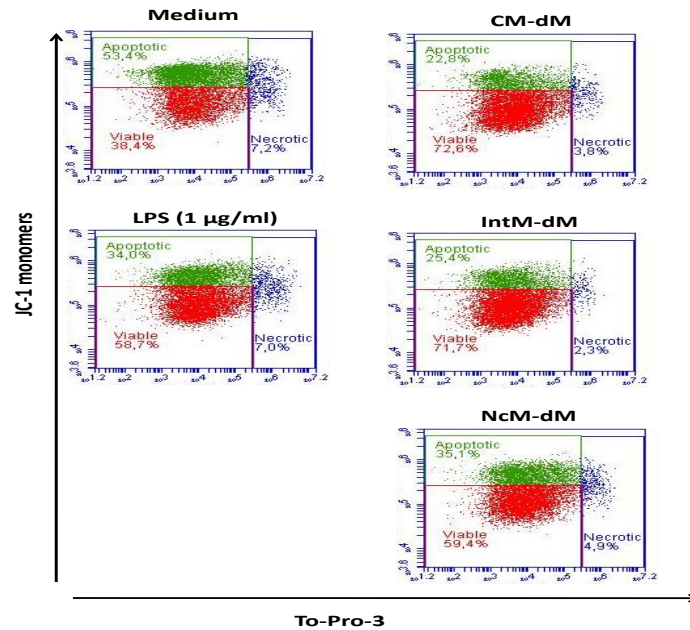 Medium
Apoptotic
53,4%
Viable
38,4%
Necrotic
7,2%
CM-dM
Apoptotic
22,8%
Viable
72,6%
Necrotic
3,8%
LPS (1 µg/ml)
Apoptotic
34,0%
Viable
58,7%
Necrotic
7,0%
IntM-dM
Apoptotic
25,4%
Viable
71,7%
Necrotic
2,3%
NcM-dM
Apoptotic
35,1%
Viable
59,4%
Necrotic
4,9%
JC-1 monomers
To-Pro-3